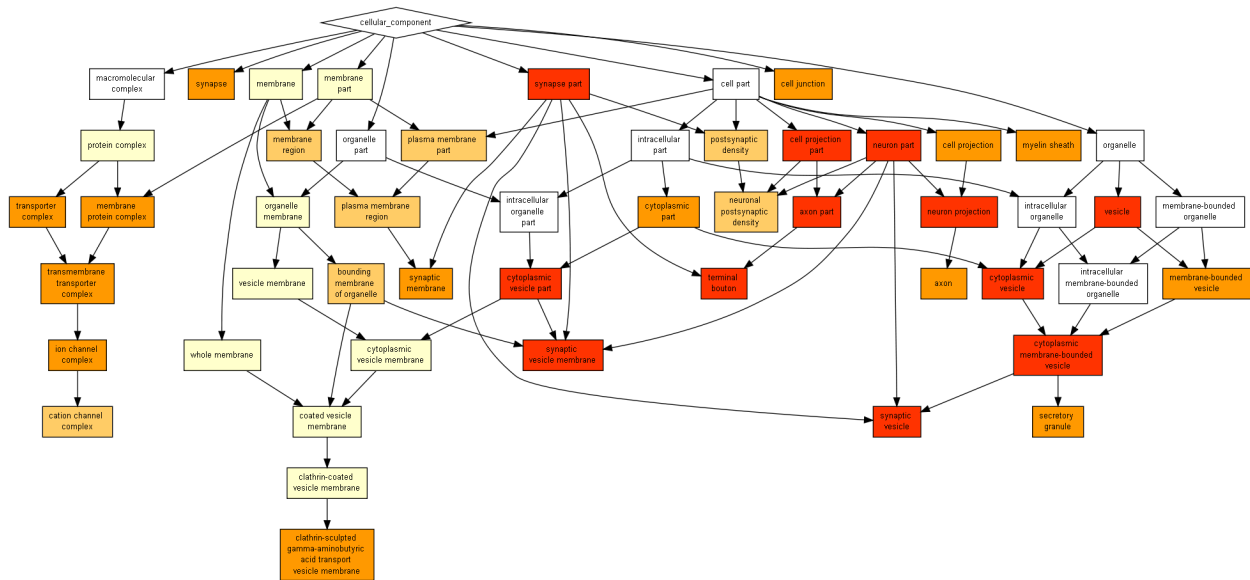 cellular_component
macromolecular
complex
synapse
membrane
membrane
part
synapse part
cell part
cell junction
protein complex
membrane
region
organelle
part
plasma membrane
part
intracellular
part
postsynaptic
density
cell projection
part
neuron part
cell projection
myelin sheath
organelle
transporter
complex
membrane
protein complex
organelle
membrane
plasma membrane
region
intracellular
organelle
part
cytoplasmic
part
neuronal
postsynaptic
density
axon part
neuron projection
intracellular
organelle
vesicle
membrane-bounded
organelle
transmembrane
transporter
complex
vesicle membrane
bounding
membrane
of organelle
synaptic
membrane
cytoplasmic
vesicle part
terminal
bouton
axon
cytoplasmic
vesicle
intracellular
membrane-bounded
organelle
membrane-bounded
vesicle
ion channel
complex
whole membrane
cytoplasmic
vesicle membrane
synaptic
vesicle membrane
cytoplasmic
membrane-bounded
vesicle
cation channel
complex
coated vesicle
membrane
synaptic
vesicle
secretory
granule
clathrin-coated
vesicle membrane
clathrin-sculpted
gamma-aminobutyric
acid transport
vesicle membrane